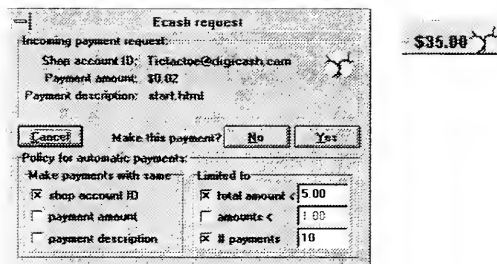 Ecash request
Incoming payment request:
Shop account ID: Tictactoe@digicash.com
Payment amount: $0.02
Payment description: start.html
Cancel Make this payment? No Yes
Policy for automatic payments:
Make payments with same Limited to
shop account ID total amount < 5.00
payment amount amounts < 1.00
payment description # payments 10
$35.00